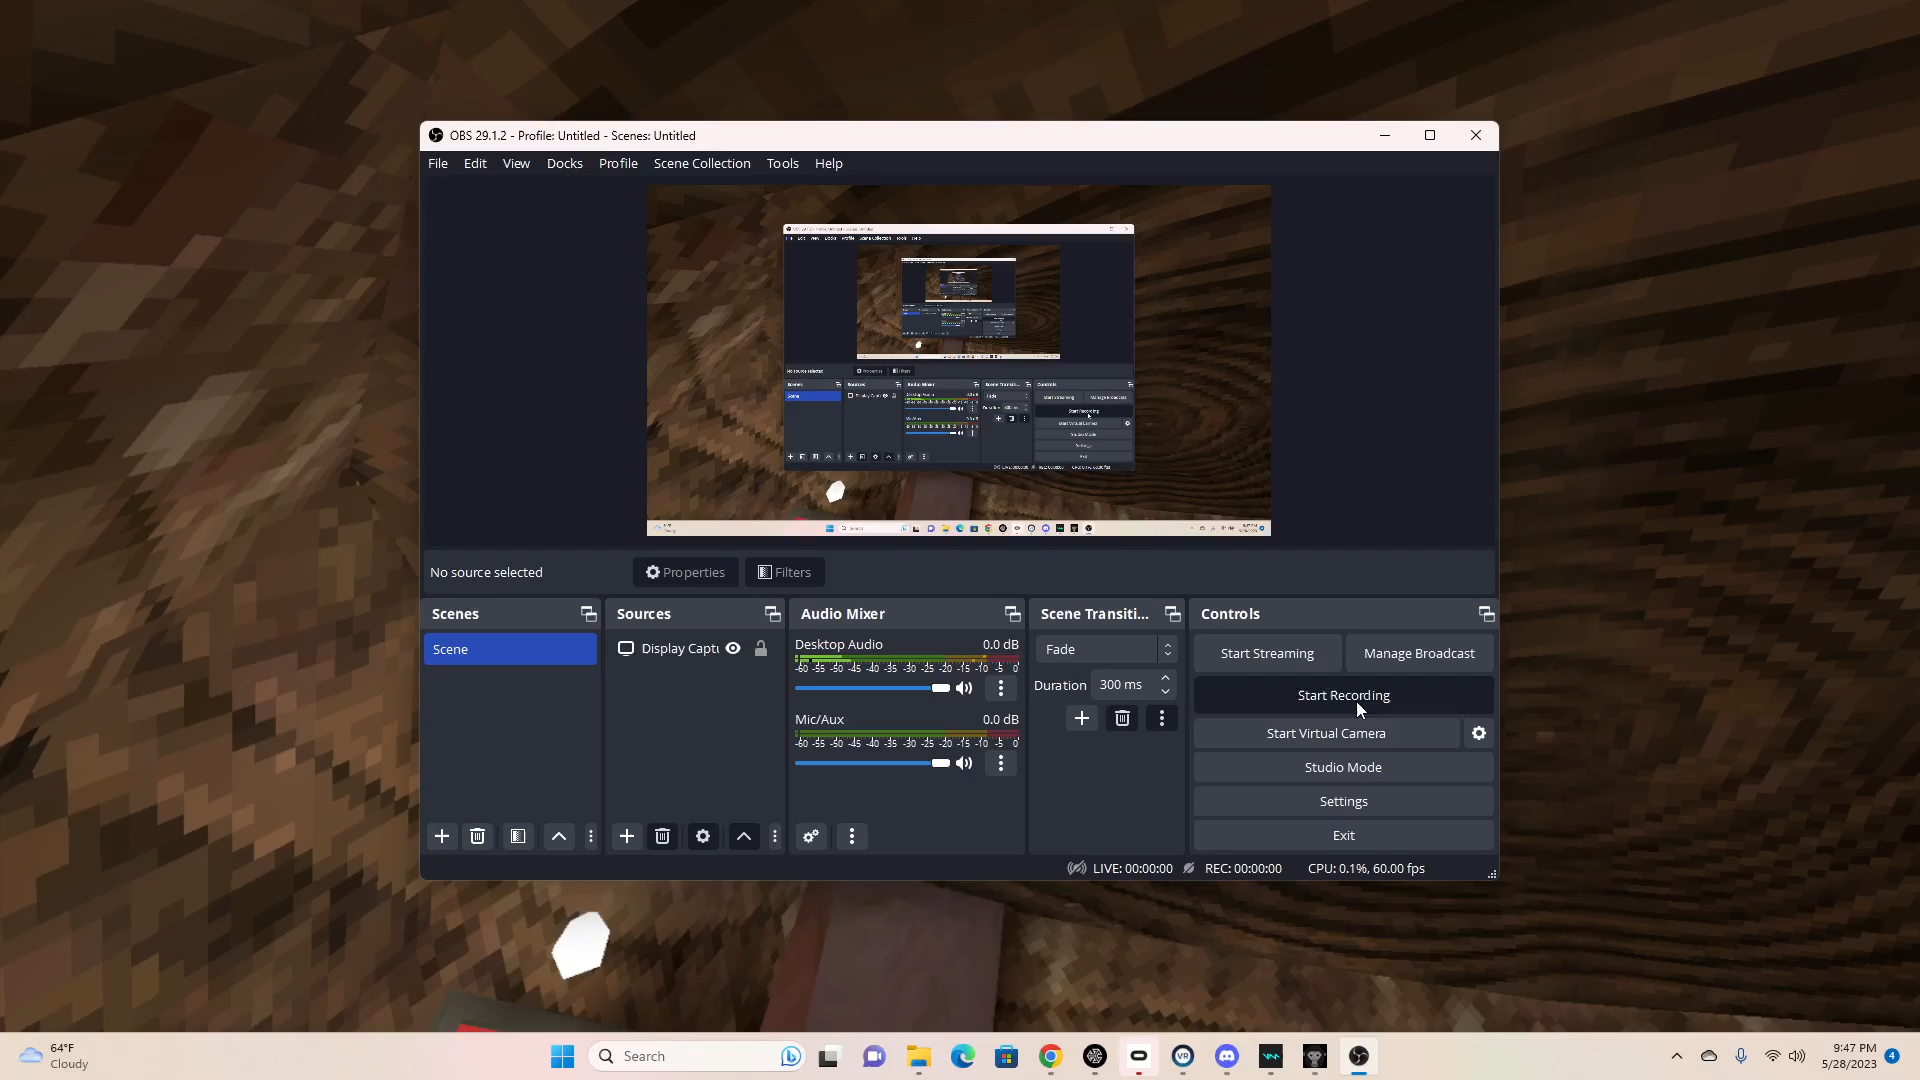 OBS 29.1.2 - Profile: Untitled - Scenes: Untitled
File Edit View Docks Profile Scene Collection Tools Help
No source selected Properties Filters
Scenes
Scene
Sources
Display Captu
Audio Mixer
Desktop Audio 0.0 dB
-60 -55 -50 -45 -40 -35 -30 -25 -20 -15 -10 -5 0
Mic/Aux 0.0 dB
-60 -55 -50 -45 -40 -35 -30 -25 -20 -15 -10 -5 0
Scene Transiti...
Fade
Duration 300 ms
Controls
Start Streaming Manage Broadcast
Start Recording
Start Virtual Camera
Studio Mode
Settings
Exit
LIVE: 00:00:00 REC: 00:00:00 CPU: 0.1%, 60.00 fps
64°F
Cloudy
Search
VR
9:47 PM
5/28/2023
4